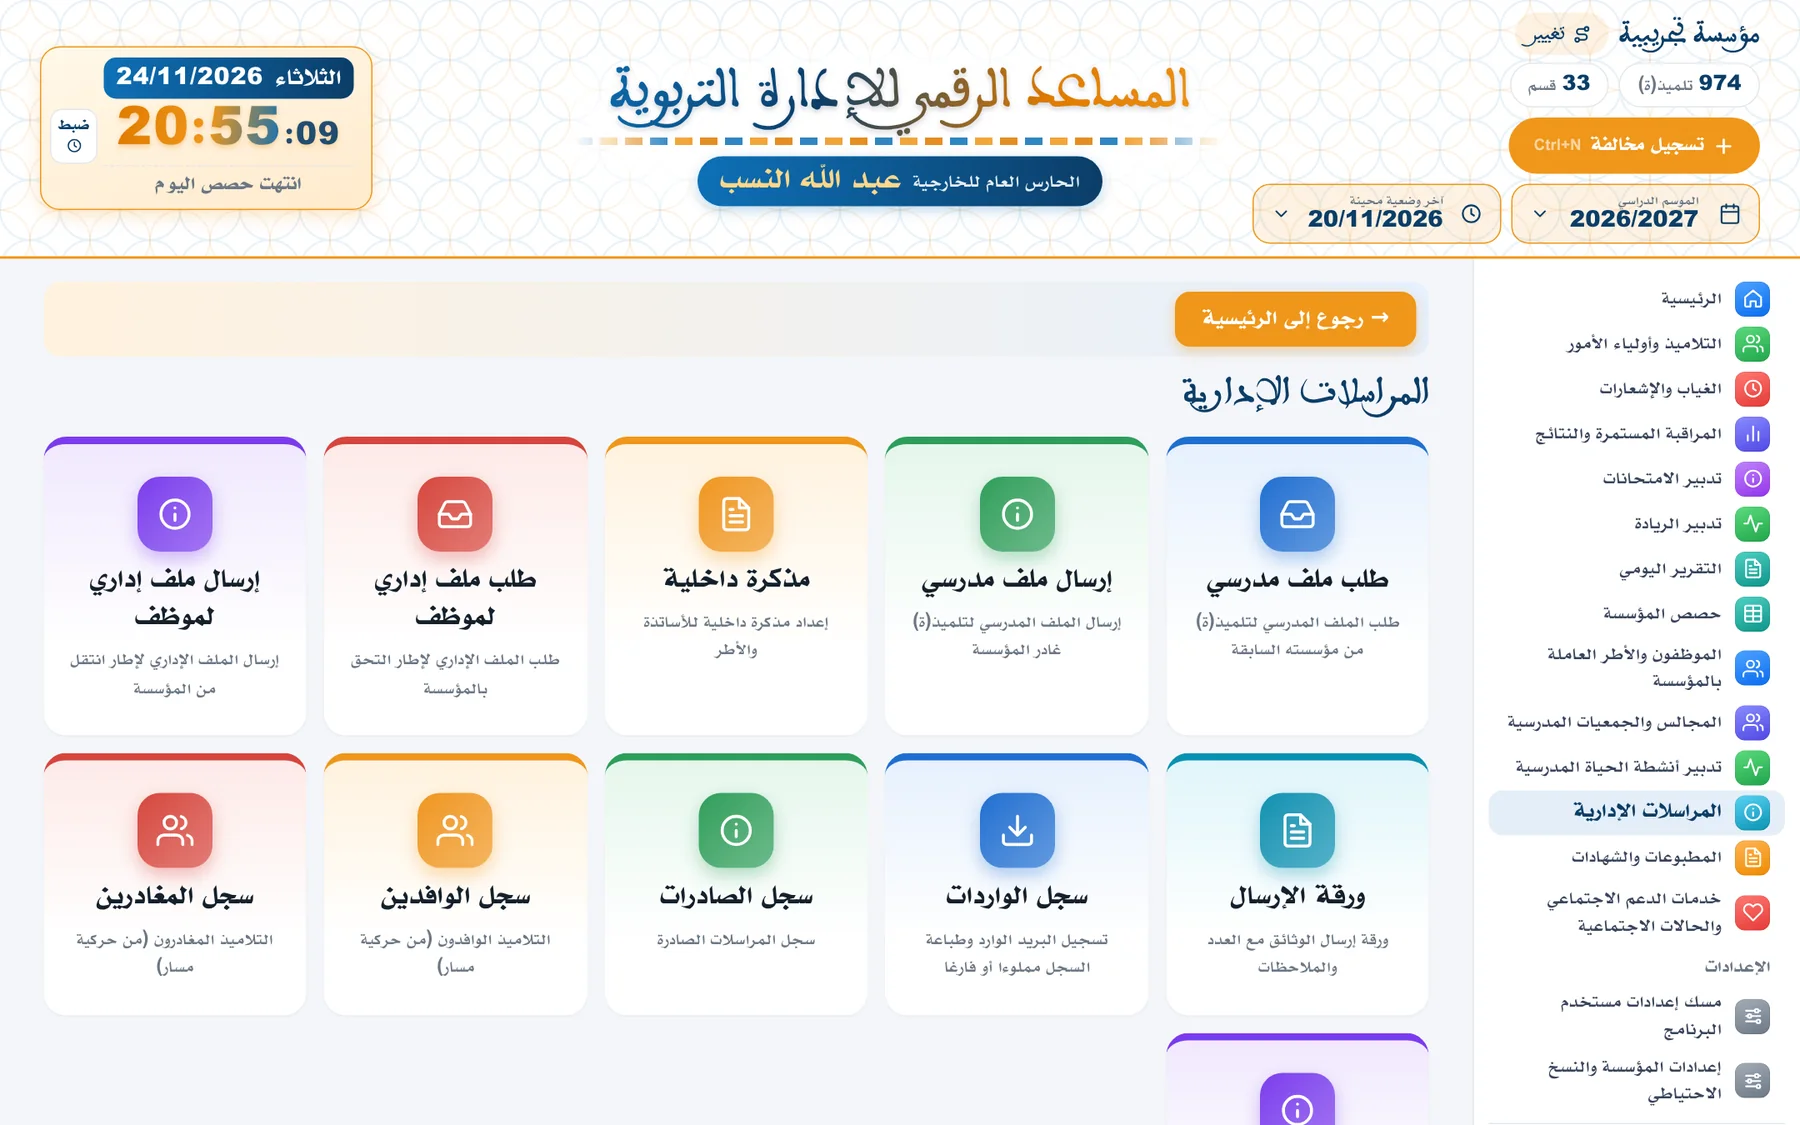 مؤسسة تجريبية
تغيير
974 تلميذ(ة)
33 قسم
+ تسجيل مخالفة Ctrl+N
الموسم الدراسي
2026/2027
آخر وضعية محينة
20/11/2026
المساعد الرقمي للإدارة التربوية
الحارس العام للخارجية عبد الله النسب
الثلاثاء 24/11/2026
20:55:09
ضبط
انتهت حصص اليوم
الرئيسية
التلاميذ وأولياء الأمور
الغياب والإشعارات
المراقبة المستمرة والنتائج
تدبير الامتحانات
تدبير الريادة
التقرير اليومي
حصص المؤسسة
الموظفون والأطر العاملة
بالمؤسسة
المجالس والجمعيات المدرسية
تدبير أنشطة الحياة المدرسية
المراسلات الإدارية
المطبوعات والشهادات
خدمات الدعم الاجتماعي
والحالات الاجتماعية
الإعدادات
مسك إعدادات مستخدم
البرنامج
إعدادات المؤسسة والنسخ
الاحتياطي
→ رجوع إلى الرئيسية
المراسلات الإدارية
طلب ملف مدرسي
طلب الملف المدرسي لتلميذ(ة)
من مؤسسته السابقة
إرسال ملف مدرسي
إرسال الملف المدرسي لتلميذ(ة)
غادر المؤسسة
مذكرة داخلية
إعداد مذكرة داخلية للأساتذة
والأطر
طلب ملف إداري
لموظف
طلب الملف الإداري لإطار التحق
بالمؤسسة
إرسال ملف إداري
لموظف
إرسال الملف الإداري لإطار انتقل
من المؤسسة
ورقة الإرسال
ورقة إرسال الوثائق مع العدد
والملاحظات
سجل الواردات
تسجيل البريد الوارد وطباعة
السجل مملوءا أو فارغا
سجل الصادرات
سجل المراسلات الصادرة
سجل الوافدين
التلاميذ الوافدون (من حركية
مسار)
سجل المغادرين
التلاميذ المغادرون (من حركية
مسار)